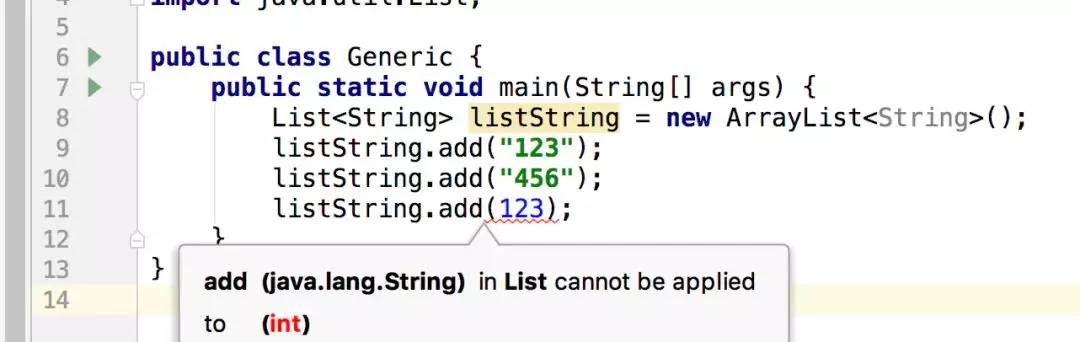 4 import java.util.List;
5
6 public class Generic {
7 public static void main(String[] args) {
8 List<String> listString = new ArrayList<String>();
9 listString.add("123");
10 listString.add("456");
11 listString.add(123);
12 }
13 }
14
add (java.lang.String) in List cannot be applied
to (int)